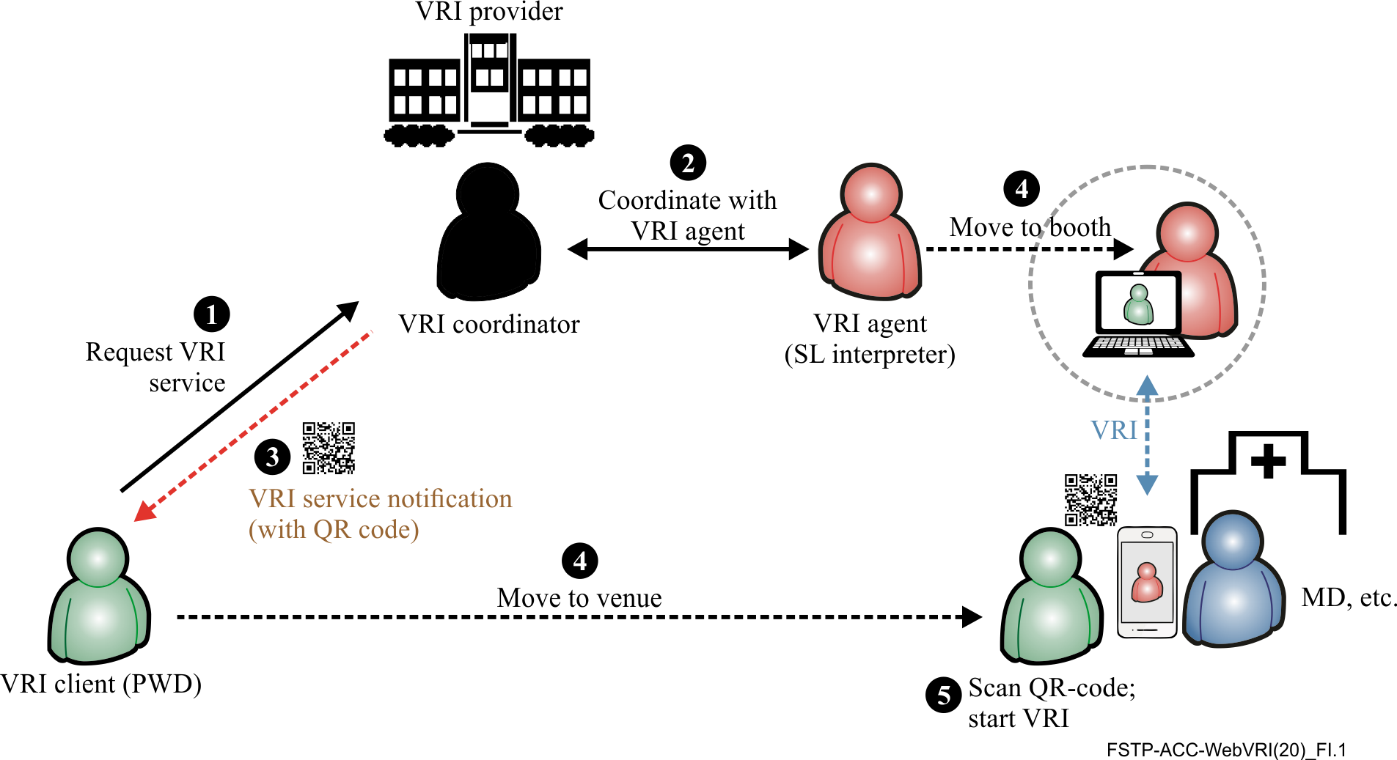 VRI provider
2
Coordinate with
VRI agent
4
Move to booth
1
Request VRI
service
VRI coordinator
VRI agent
(SL interpreter)
VRI
3
VRI service notification
(with QR code)
4
Move to venue
MD, etc.
VRI client (PWD)
5
Scan QR-code;
start VRI
FSTP-ACC-WebVRI(20)_FI.1